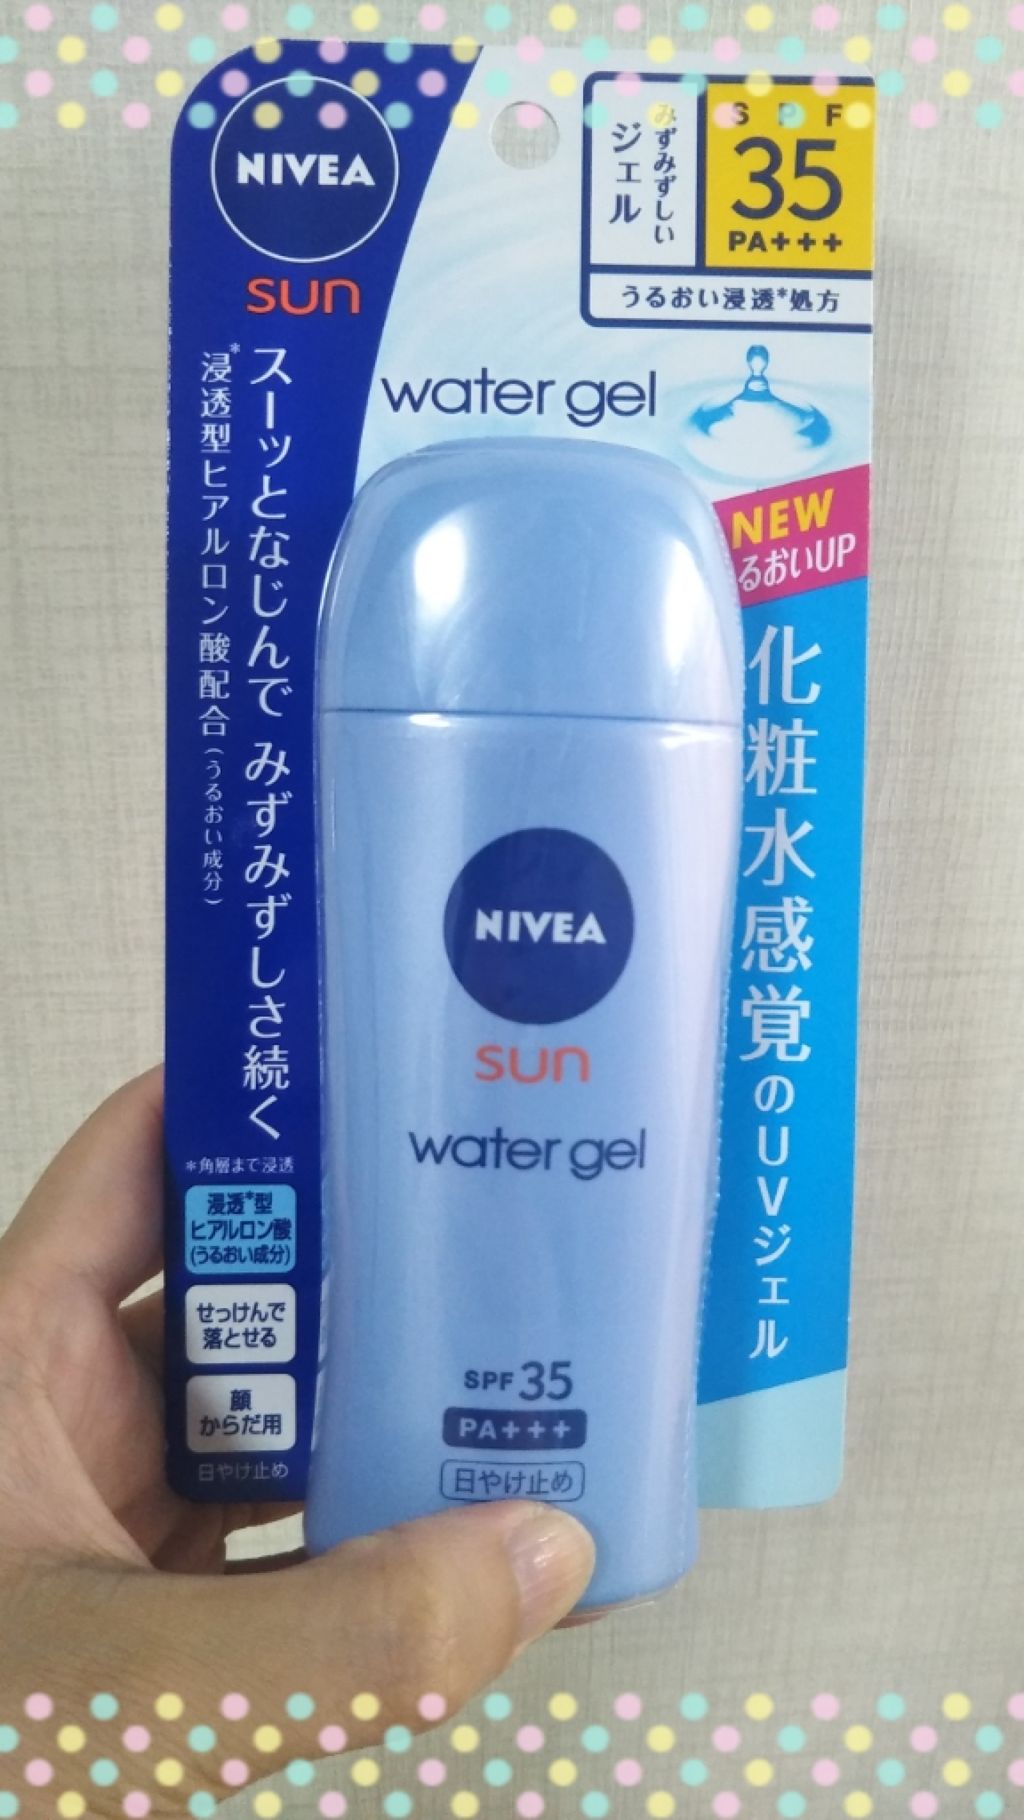 NIVEA
sun
みずみずしい
ジェル
SPF
35
PA+++
うるおい浸透*処方
water gel
NEW
るおいUP
化粧水感覚のUVジェル
スーッとなじんで みずみずしさ続く
*浸透型ヒアルロン酸配合(うるおい成分)
*角層まで浸透
浸透*型
ヒアルロン酸
(うるおい成分)
せっけんで
落とせる
顔
からだ用
日やけ止め
NIVEA
sun
water gel
SPF 35
PA+++
日やけ止め